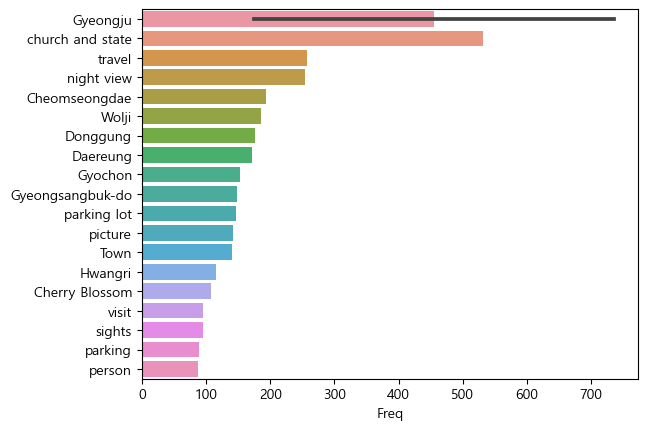 Gyeongju
church and state
travel
night view
Cheomseongdae
Wolji
Donggung
Daereung
Gyochon
Gyeongsangbuk-do
parking lot
picture
Town
Hwangri
Cherry Blossom
visit
sights
parking
person
0 100 200 300 400 500 600 700
Freq